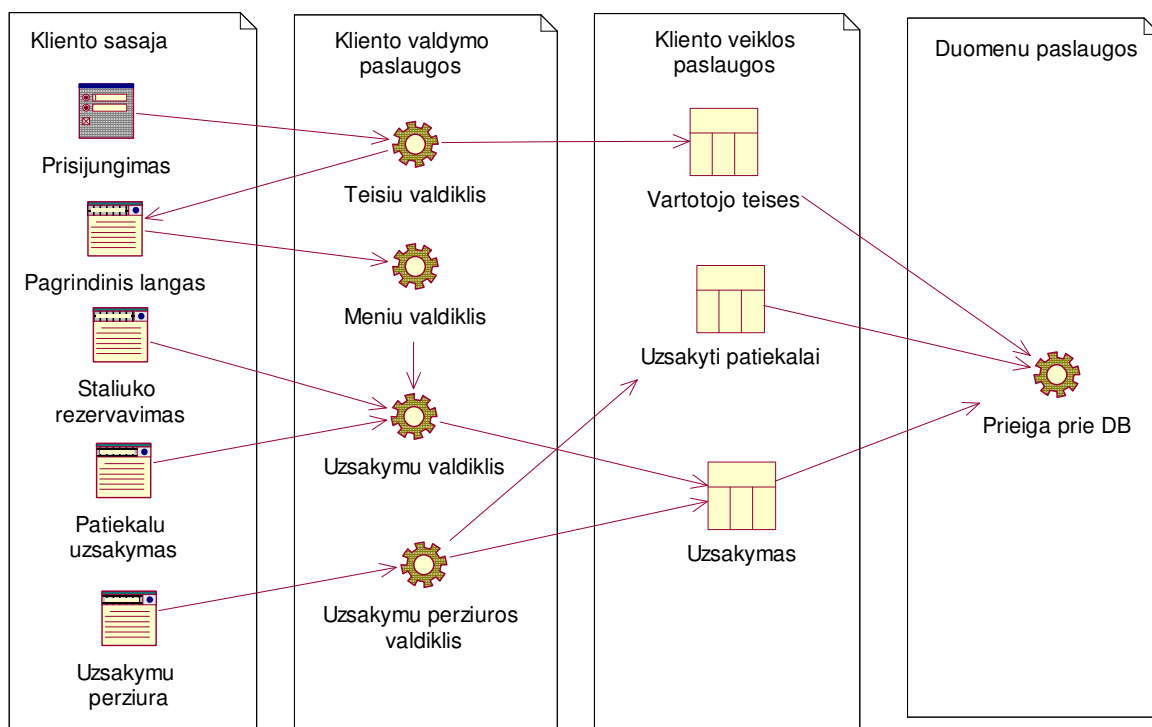 Kliento sasaja
Prisijungimas
Pagrindinis langas
Staliuko
rezervavimas
Patiekalu
uzsakymas
Uzsakymu
perziura
Kliento valdymo
paslaugos
Teisiu valdiklis
Meniu valdiklis
Uzsakymu valdiklis
Uzsakymu perziuros
valdiklis
Kliento veiklos
paslaugos
Vartotojo teises
Uzsakyti patiekalai
Uzsakymas
Duomenu paslaugos
Prieiga prie DB